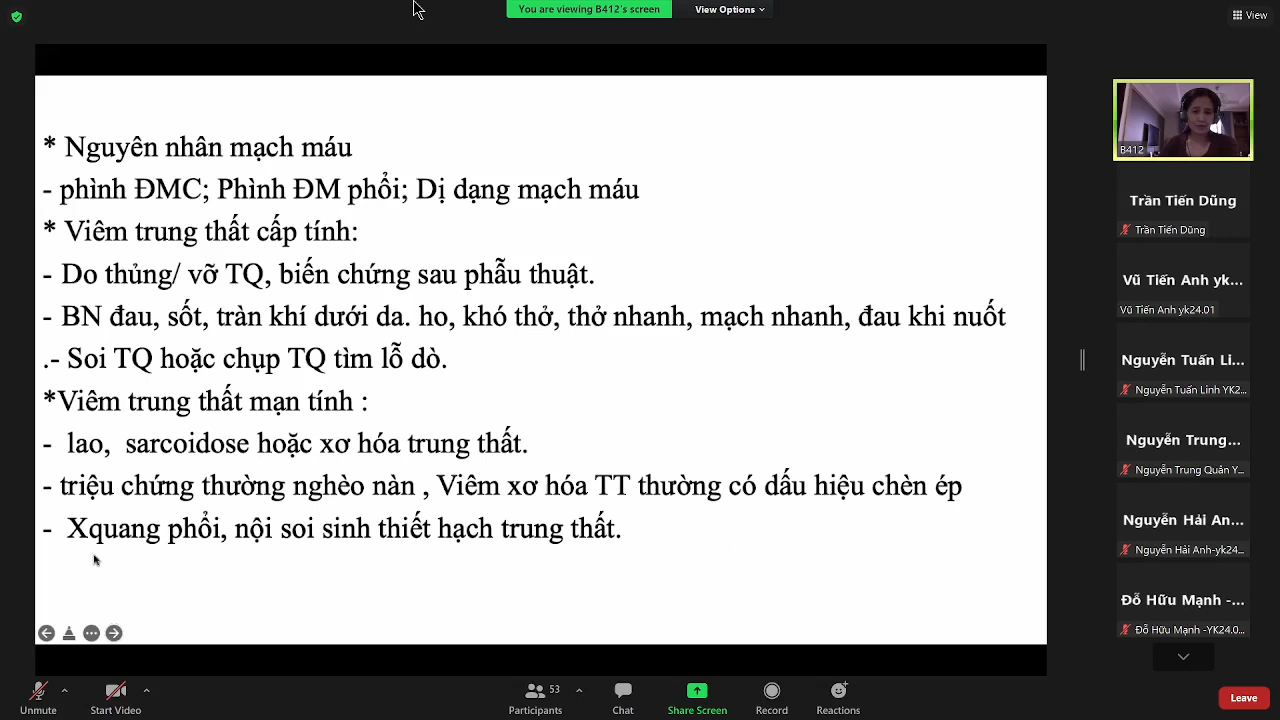 You are viewing B412's screen
View Options
View
* Nguyên nhân mạch máu
- phình ĐMC; Phình ĐM phổi; Dị dạng mạch máu
* Viêm trung thất cấp tính:
- Do thủng/ vỡ TQ, biến chứng sau phẫu thuật.
- BN đau, sốt, tràn khí dưới da. ho, khó thở, thở nhanh, mạch nhanh, đau khi nuốt
.- Soi TQ hoặc chụp TQ tìm lỗ dò.
*Viêm trung thất mạn tính :
- lao, sarcoidose hoặc xơ hóa trung thất.
- triệu chứng thường nghèo nàn , Viêm xơ hóa TT thường có dấu hiệu chèn ép
- Xquang phổi, nội soi sinh thiết hạch trung thất.
B412
Trần Tiến Dũng
Trần Tiến Dũng
Vũ Tiến Anh yk...
Vũ Tiến Anh yk24.01
Nguyễn Tuấn Li...
Nguyễn Tuấn Linh YK2...
Nguyễn Trung...
Nguyễn Trung Quân Y...
Nguyễn Hải An...
Nguyễn Hải Anh-yk24...
Đỗ Hữu Mạnh -...
Đỗ Hữu Mạnh -YK24.0...
Unmute
Start Video
53
Participants
Chat
Share Screen
Record
Reactions
Leave